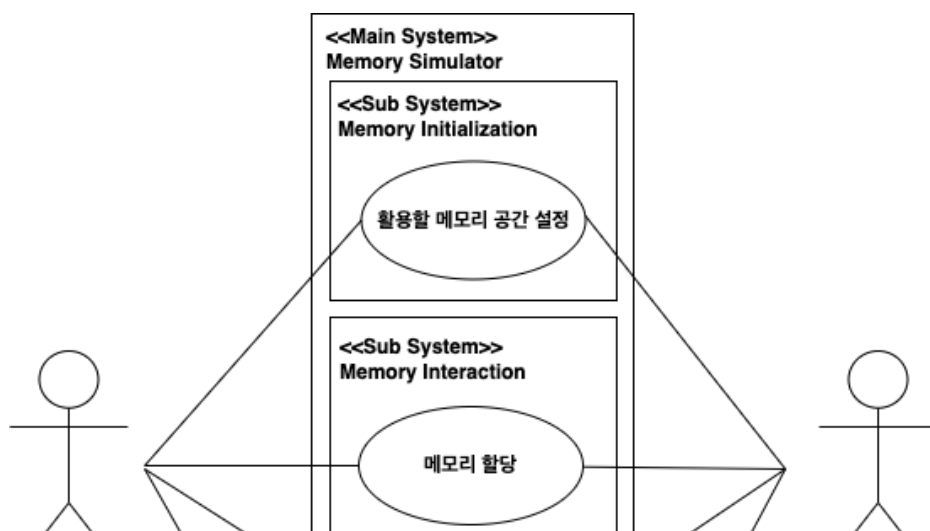 <<Main System>>
Memory Simulator
<<Sub System>>
Memory Initialization
활용할 메모리 공간 설정
<<Sub System>>
Memory Interaction
메모리 할당